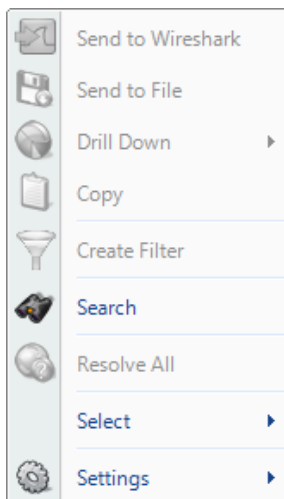 Send to Wireshark
Send to File
Drill Down
Copy
Create Filter
Search
Resolve All
Select
Settings